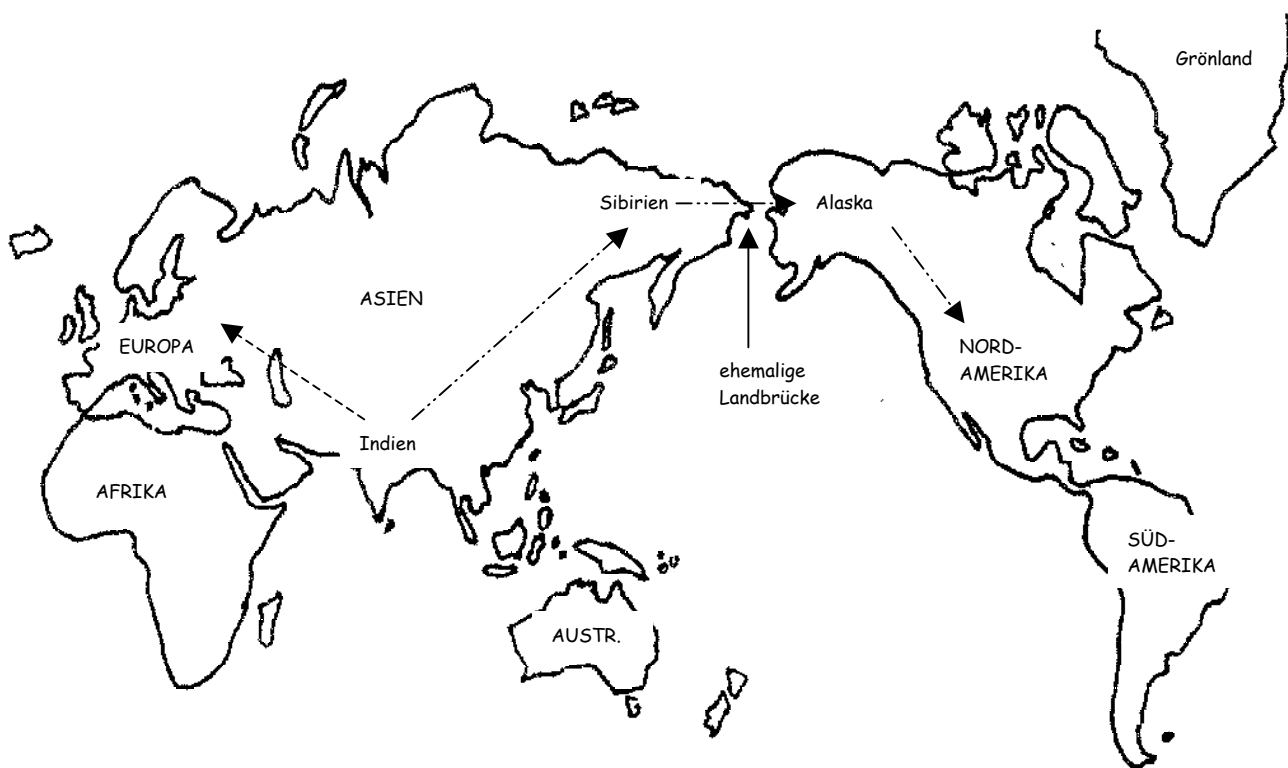 Grönland
Sibirien
Alaska
ASIEN
EUROPA
NORD-
AMERIKA
ehemalige
Landbrücke
Indien
AFRIKA
SÜD-
AMERIKA
AUSTR.